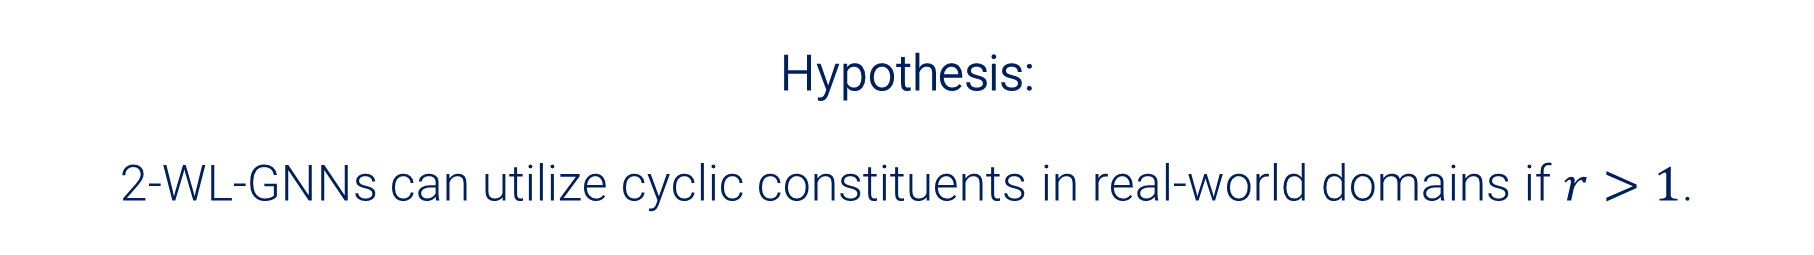 Hypothesis:
2-WL-GNNs can utilize cyclic constituents in real-world domains if 𝒓 > 𝟏.